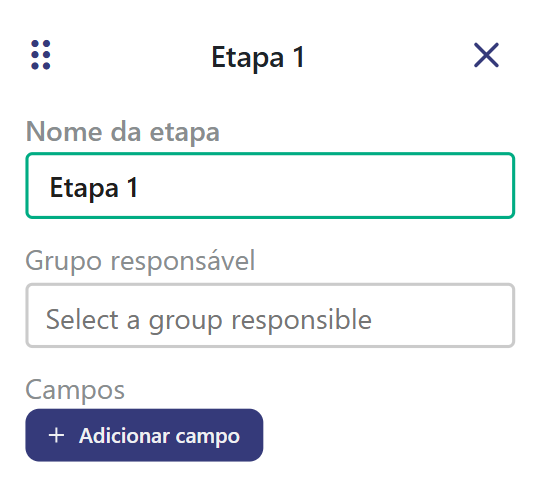 Etapa 1
Nome da etapa
Etapa 1
Grupo responsável
Select a group responsible
Campos
+ Adicionar campo